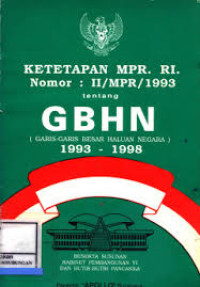 KETETAPAN MPR. RI.
Nomor : II/MPR/1993
tentang
GBHN
( GARIS-GARIS BESAR HALUAN NEGARA )
1993 - 1998
BESERTA SUSUNAN
KABINET PEMBANGUNAN VI
DAN BUTIR-BUTIR PANCASILA
"APOLLO"